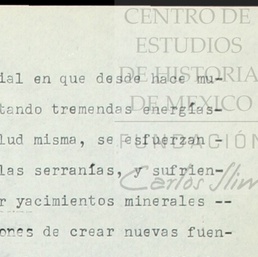 CENTRO DE
ESTUDIOS
DE HISTORIA
DE MEXICO
FUNDACIÓN
Carlos Slim
ial en que desde hace mu-
tando tremendas energías-
lud misma, se esfuerzan -
las serranías, y sufrien-
r yacimientos minerales --
ones de crear nuevas fuen-